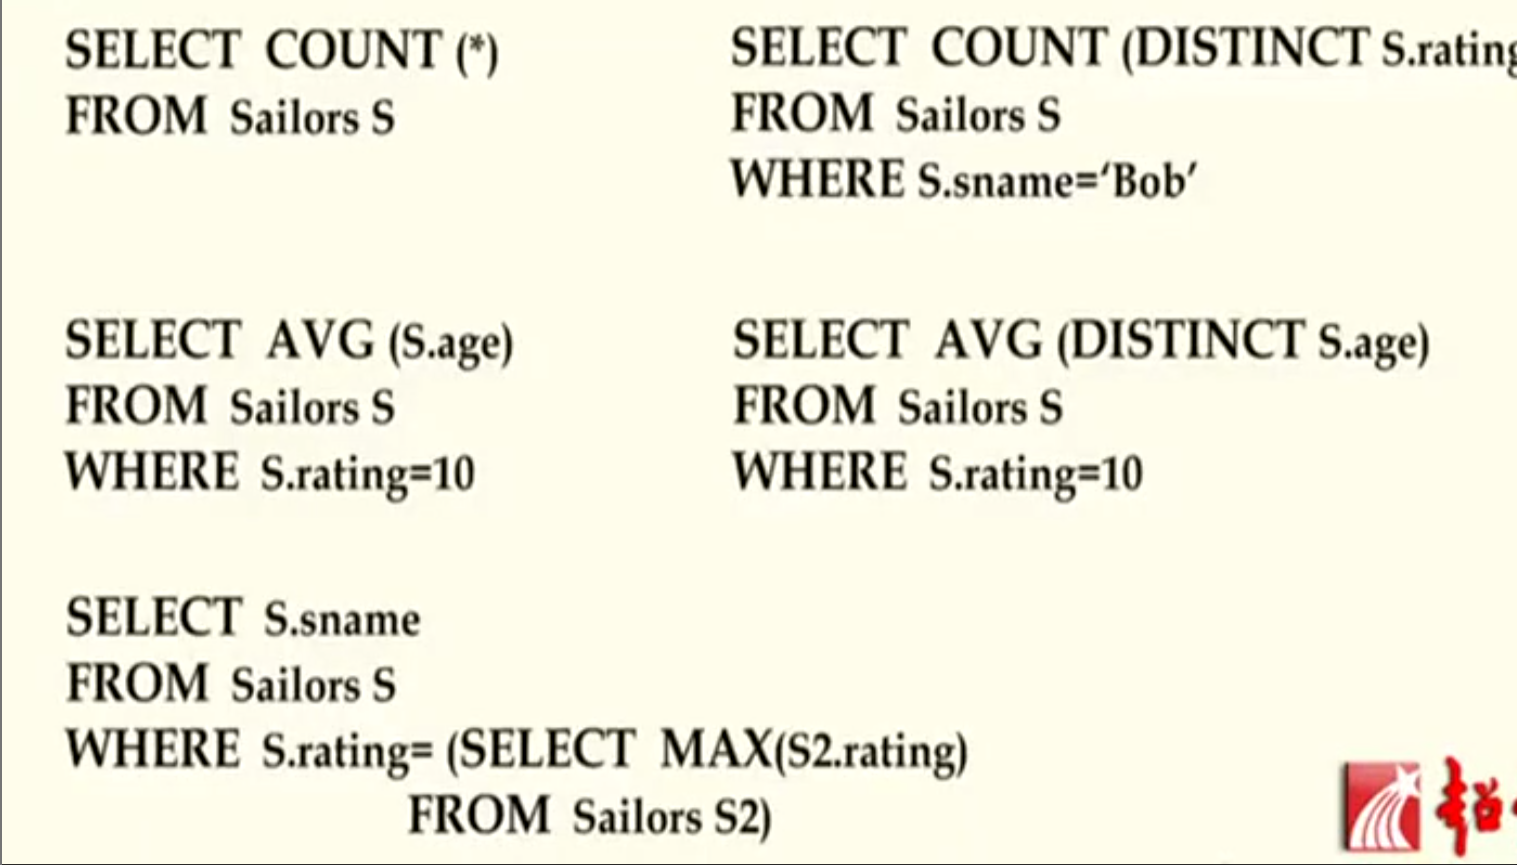 SELECT COUNT (*)
FROM Sailors S
SELECT COUNT (DISTINCT S.rating
FROM Sailors S
WHERE S.sname=‘Bob’
SELECT AVG (S.age)
FROM Sailors S
WHERE S.rating=10
SELECT AVG (DISTINCT S.age)
FROM Sailors S
WHERE S.rating=10
SELECT S.sname
FROM Sailors S
WHERE S.rating= (SELECT MAX(S2.rating)
FROM Sailors S2)
超